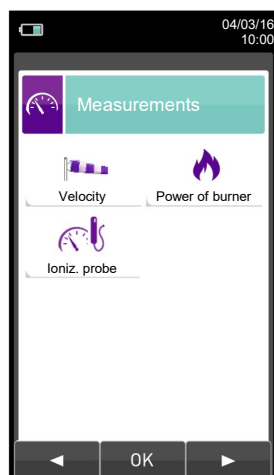 04/03/16
10:00
Measurements
Velocity
Power of burner
Ioniz. probe
OK